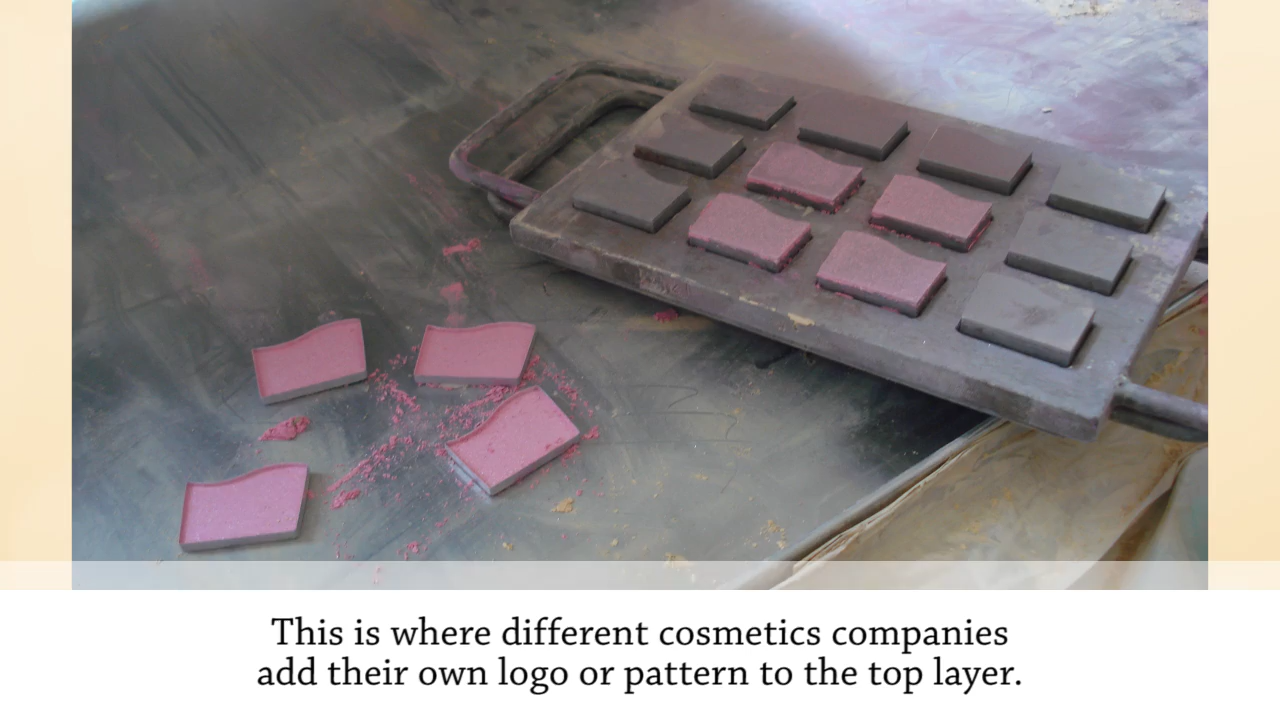 This is where different cosmetics companies
add their own logo or pattern to the top layer.